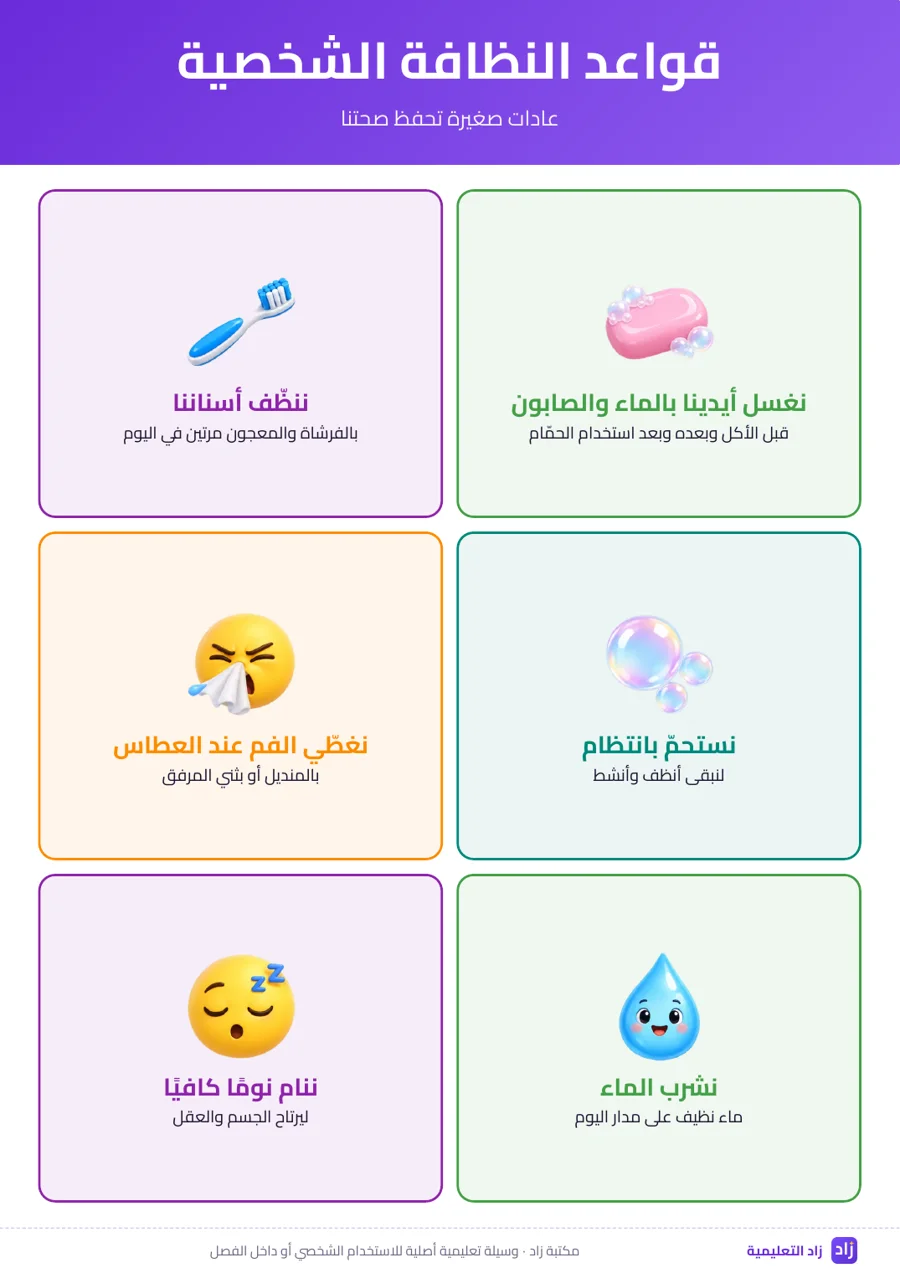 قواعد النظافة الشخصية
عادات صغيرة تحفظ صحتنا
نغسل أيدينا بالماء والصابون
قبل الأكل وبعده وبعد استخدام الحمّام
ننظّف أسناننا
بالفرشاة والمعجون مرتين في اليوم
نستحمّ بانتظام
لنبقى أنظف وأنشط
نغطّي الفم عند العطاس
بالمنديل أو بثني المرفق
نشرب الماء
ماء نظيف على مدار اليوم
ننام نومًا كافيًا
ليرتاح الجسم والعقل
زاد
زاد التعليمية
مكتبة زاد · وسيلة تعليمية أصلية للاستخدام الشخصي أو داخل الفصل